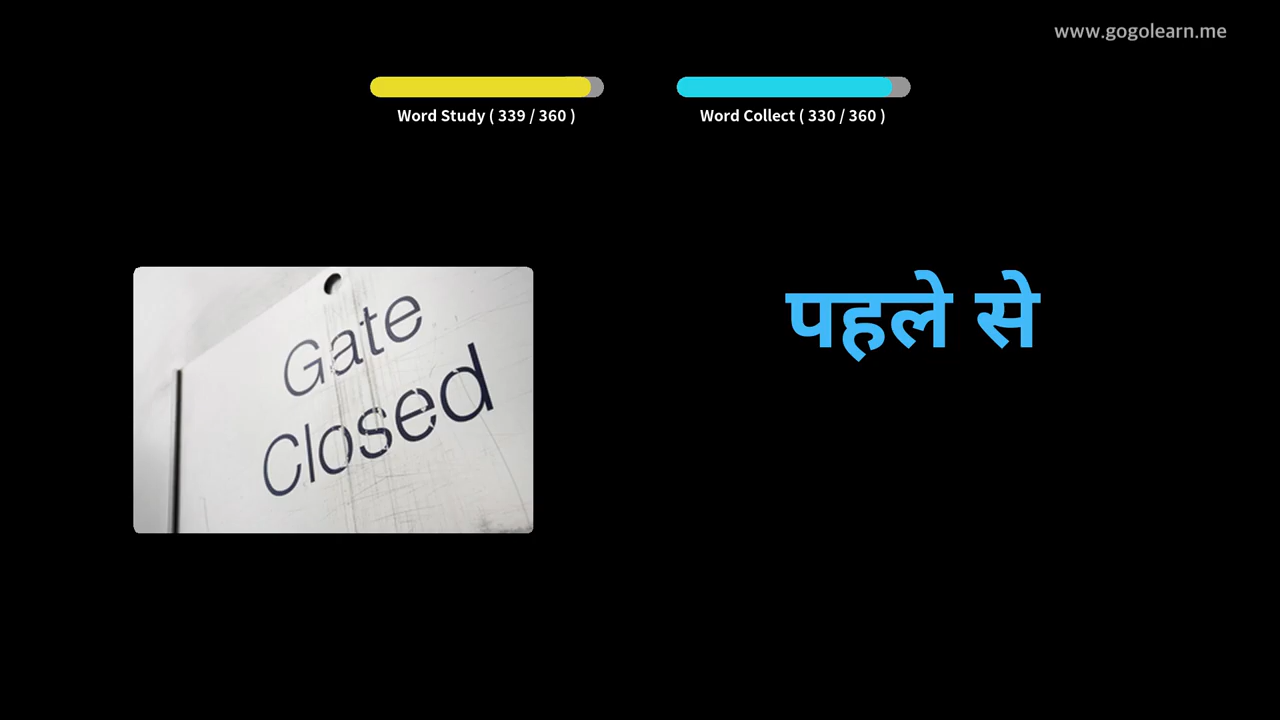 www.gogolearn.me
Word Study ( 339 / 360 )
Word Collect ( 330 / 360 )
Gate
Closed
पहले से